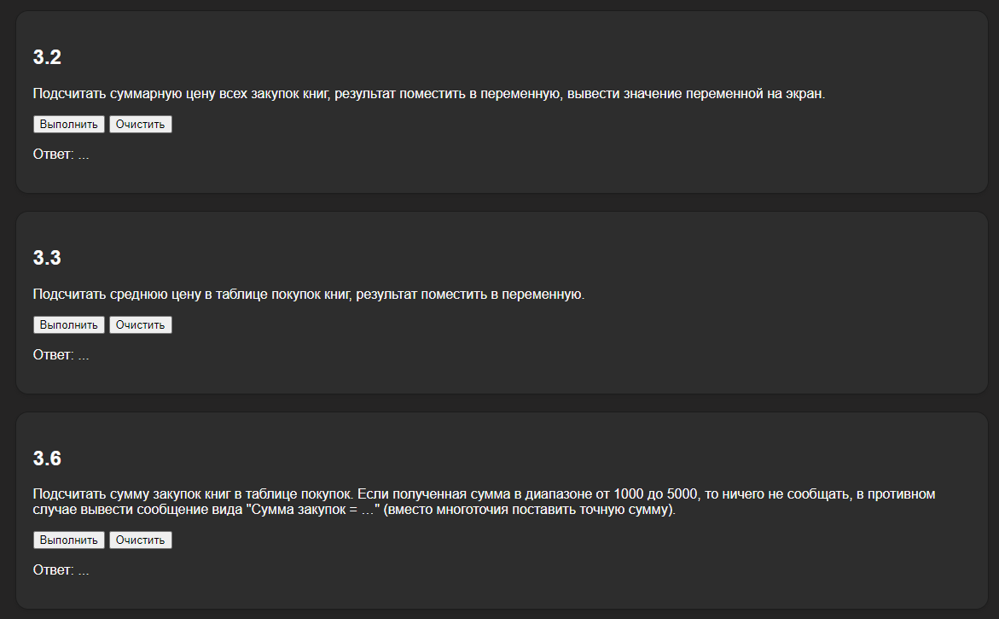 3.2
Подсчитать суммарную цену всех закупок книг, результат поместить в переменную, вывести значение переменной на экран.
Выполнить Очистить
Ответ: ...
3.3
Подсчитать среднюю цену в таблице покупок книг, результат поместить в переменную.
Выполнить Очистить
Ответ: ...
3.6
Подсчитать сумму закупок книг в таблице покупок. Если полученная сумма в диапазоне от 1000 до 5000, то ничего не сообщать, в противном
случае вывести сообщение вида "Сумма закупок = …" (вместо многоточия поставить точную сумму).
Выполнить Очистить
Ответ: ...